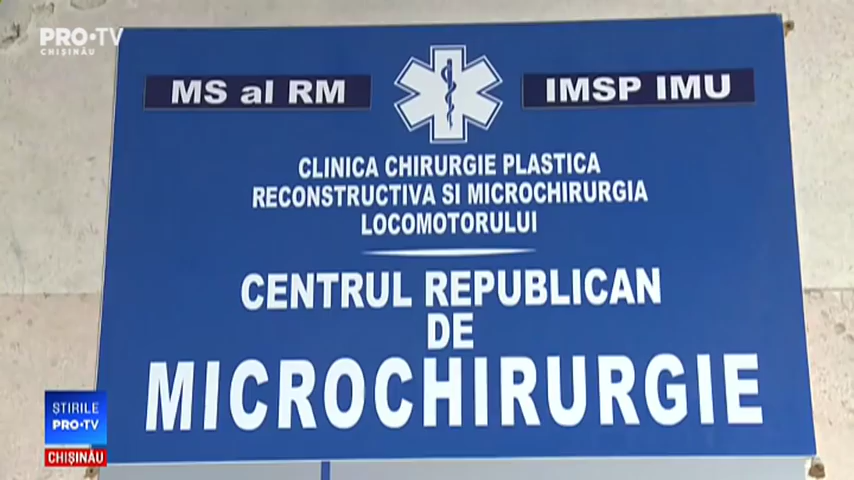 PRO•TV
CHIȘINĂU
MS al RM
IMSP IMU
CLINICA CHIRURGIE PLASTICA
RECONSTRUCTIVA SI MICROCHIRURGIA
LOCOMOTORULUI
CENTRUL REPUBLICAN
DE
MICROCHIRURGIE
ȘTIRILE
PRO•TV
CHIȘINĂU